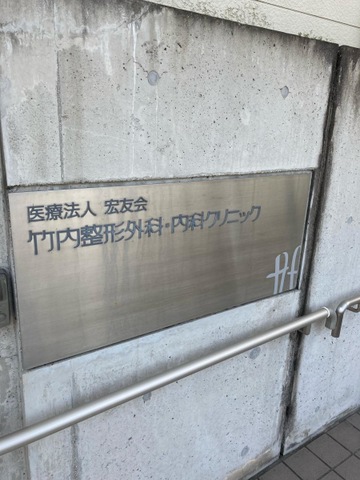 医療法人 宏友会
竹内整形外科・内科クリニック